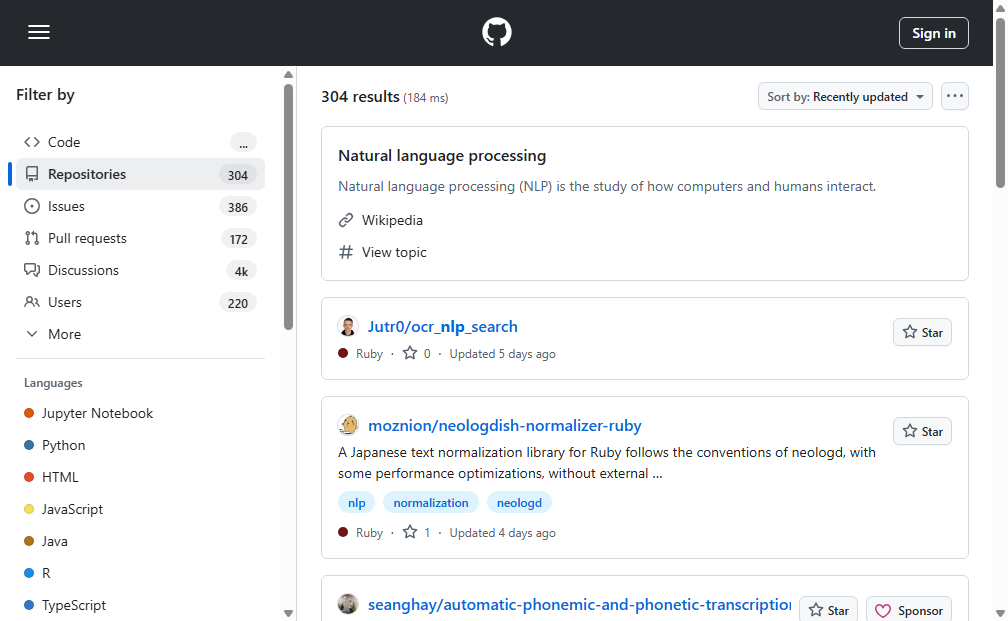 Sign in
Filter by
Code
...
Repositories
304
Issues
386
Pull requests
172
Discussions
4k
Users
220
More
Languages
Jupyter Notebook
Python
HTML
JavaScript
Java
R
TypeScript
304 results (184 ms)
Sort by: Recently updated
Natural language processing
Natural language processing (NLP) is the study of how computers and humans interact.
Wikipedia
View topic
Jutr0/ocr_nlp_search
Star
Ruby · 0 · Updated 5 days ago
moznion/neologdish-normalizer-ruby
Star
A Japanese text normalization library for Ruby follows the conventions of neologd, with
some performance optimizations, without external ...
nlp normalization neologd
Ruby · 1 · Updated 4 days ago
seanghay/automatic-phonemic-and-phonetic-transcription
Star
Sponsor